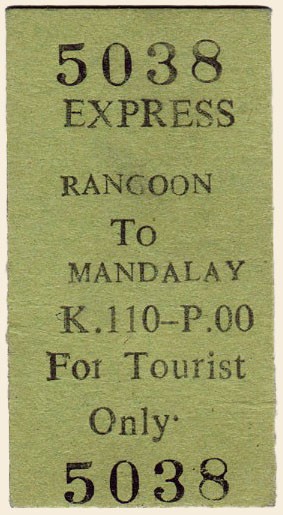 5038
EXPRESS
RANGOON
To
MANDALAY
K.110-P.00
For Tourist
Only.
5038